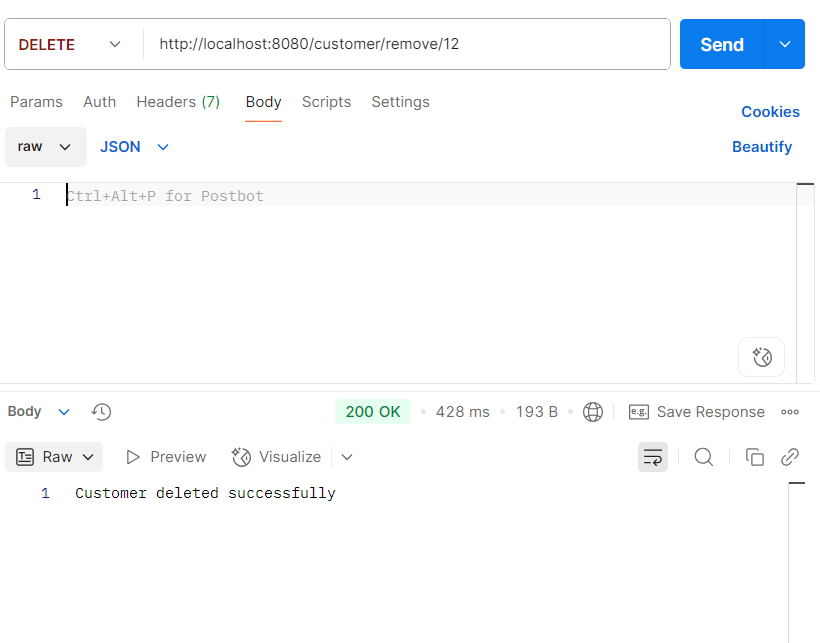 DELETE http://localhost:8080/customer/remove/12 Send
Params Auth Headers (7) Body Scripts Settings Cookies
raw JSON Beautify
1 Ctrl+Alt+P for Postbot
Body 200 OK • 428 ms • 193 B • e.g. Save Response
Raw Preview Visualize
1 Customer deleted successfully